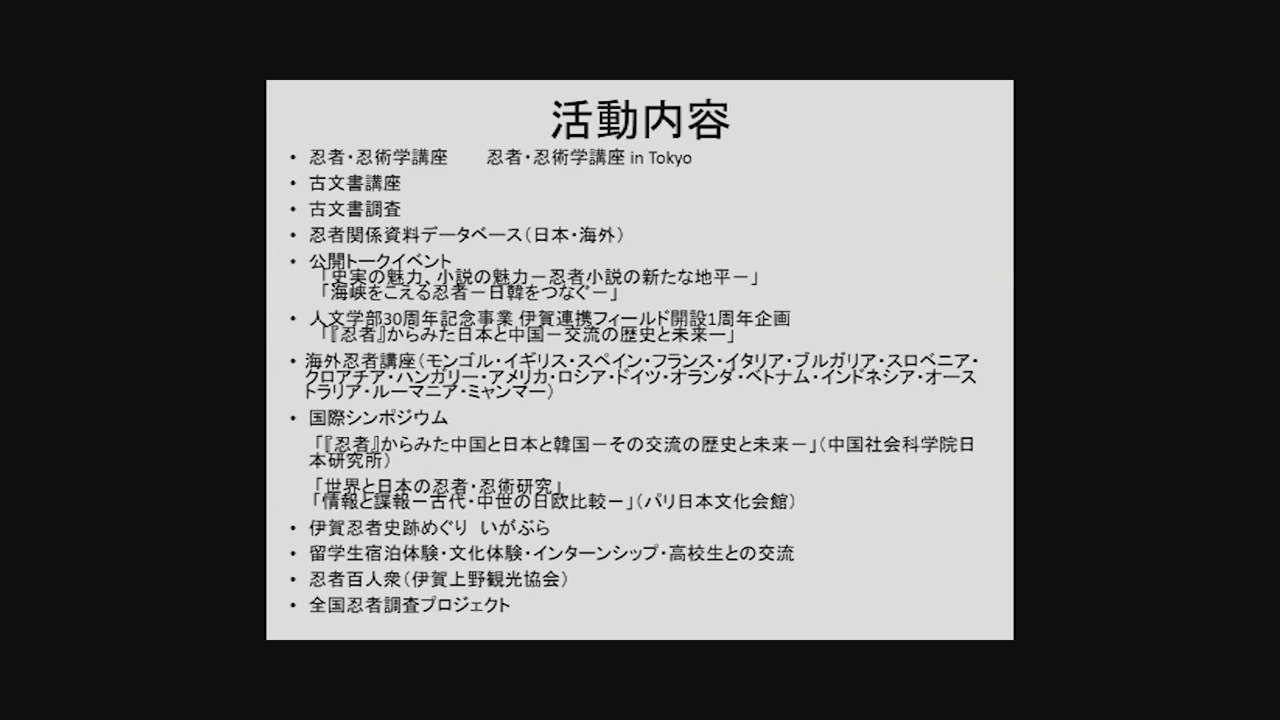 活動内容
• 忍者・忍術学講座　　忍者・忍術学講座 in Tokyo
• 古文書講座
• 古文書調査
• 忍者関係資料データベース（日本・海外）
• 公開トークイベント
「史実の魅力、小説の魅力－忍者小説の新たな地平－」
「海峡をこえる忍者－日韓をつなぐ－」
• 人文学部30周年記念事業 伊賀連携フィールド開設1周年企画
「『忍者』からみた日本と中国－交流の歴史と未来―」
• 海外忍者講座（モンゴル・イギリス・スペイン・フランス・イタリア・ブルガリア・スロベニア・
クロアチア・ハンガリー・アメリカ・ロシア・ドイツ・オランダ・ベトナム・インドネシア・オース
トラリア・ルーマニア・ミャンマー）
• 国際シンポジウム
「『忍者』からみた中国と日本と韓国－その交流の歴史と未来－」（中国社会科学院日
本研究所）
「世界と日本の忍者・忍術研究」
「情報と諜報－古代・中世の日欧比較－」（パリ日本文化会館）
• 伊賀忍者史跡めぐり　いがぶら
• 留学生宿泊体験・文化体験・インターンシップ・高校生との交流
• 忍者百人衆（伊賀上野観光協会）
• 全国忍者調査プロジェクト